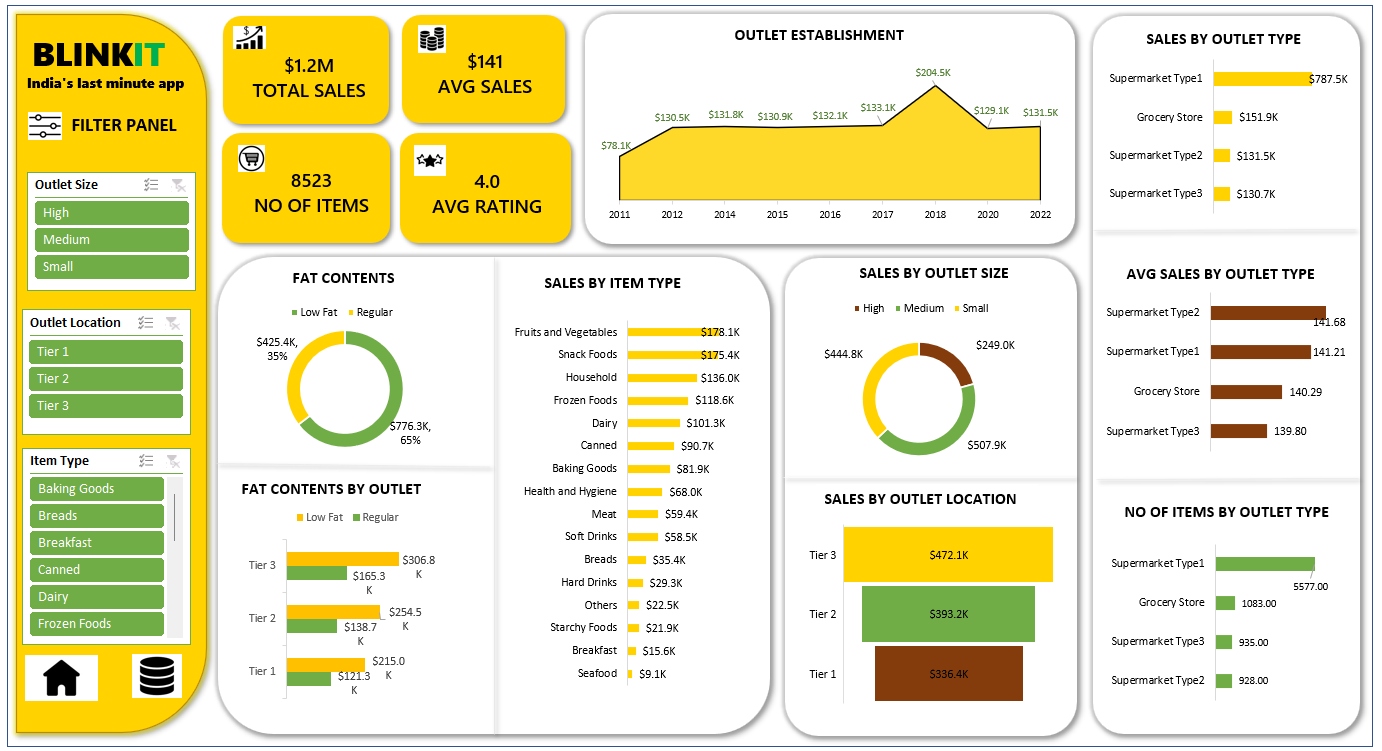 BLINKIT
India's last minute app
FILTER PANEL
Outlet Size
High
Medium
Small
Outlet Location
Tier 1
Tier 2
Tier 3
Item Type
Baking Goods
Breads
Breakfast
Canned
Dairy
Frozen Foods
$
$1.2M
TOTAL SALES
$141
AVG SALES
8523
NO OF ITEMS
4.0
AVG RATING
OUTLET ESTABLISHMENT
$78.1K
$130.5K
$131.8K
$130.9K
$132.1K
$133.1K
$204.5K
$129.1K
$131.5K
2011
2012
2014
2015
2016
2017
2018
2020
2022
FAT CONTENTS
Low Fat
Regular
$425.4K,
35%
$776.3K,
65%
FAT CONTENTS BY OUTLET
Low Fat
Regular
Tier 3
$306.8
K
$165.3
K
Tier 2
$254.5
K
$138.7
K
Tier 1
$215.0
K
$121.3
K
SALES BY ITEM TYPE
Fruits and Vegetables $178.1K
Snack Foods $175.4K
Household $136.0K
Frozen Foods $118.6K
Dairy $101.3K
Canned $90.7K
Baking Goods $81.9K
Health and Hygiene $68.0K
Meat $59.4K
Soft Drinks $58.5K
Breads $35.4K
Hard Drinks $29.3K
Others $22.5K
Starchy Foods $21.9K
Breakfast $15.6K
Seafood $9.1K
SALES BY OUTLET SIZE
High
Medium
Small
$444.8K
$249.0K
$507.9K
SALES BY OUTLET LOCATION
Tier 3 $472.1K
Tier 2 $393.2K
Tier 1 $336.4K
SALES BY OUTLET TYPE
Supermarket Type1 $787.5K
Grocery Store $151.9K
Supermarket Type2 $131.5K
Supermarket Type3 $130.7K
AVG SALES BY OUTLET TYPE
Supermarket Type2 141.68
Supermarket Type1 141.21
Grocery Store 140.29
Supermarket Type3 139.80
NO OF ITEMS BY OUTLET TYPE
Supermarket Type1 5577.00
Grocery Store 1083.00
Supermarket Type3 935.00
Supermarket Type2 928.00